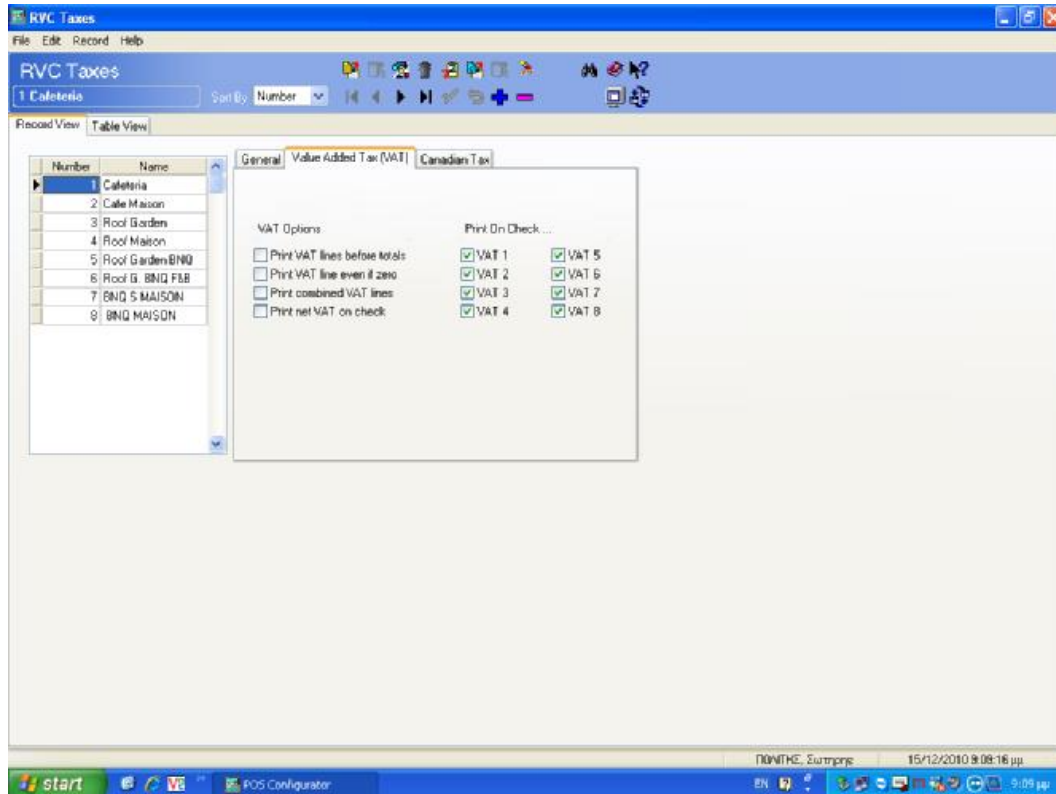 RVC Taxes
File Edit Record Help
RVC Taxes
1 Cafeteria
Sort By Number
Record View Table View
Number Name
1 Cafeteria
2 Cafe Maison
3 Roof Garden
4 Roof Maison
5 Roof Garden BNQ
6 Roof G. BNQ F&B
7 BNQ S MAISON
8 BNQ MAISON
General Value Added Tax (VAT) Canadian Tax
VAT Options Print On Check ...
Print VAT lines before totals VAT 1 VAT 5
Print VAT line even if zero VAT 2 VAT 6
Print combined VAT lines VAT 3 VAT 7
Print net VAT on check VAT 4 VAT 8
ΠΟΛΙΤΗΣ, Σωτηρης 15/12/2010 9:09:16 μμ
start POS Configurator EN 9:09 μμ